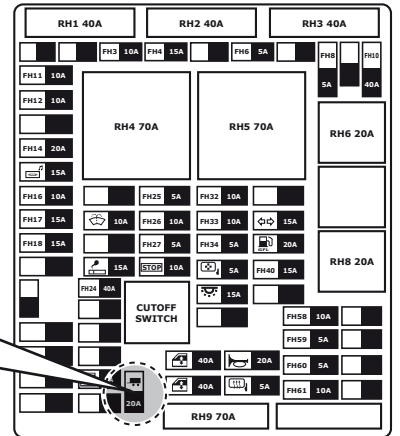 RH1 40A RH2 40A RH3 40A
FH3 10A FH4 15A FH6 5A FH8 5A FH10 40A
FH11 10A
FH12 10A
RH4 70A RH5 70A RH6 20A
FH14 20A
15A
FH16 10A FH25 5A FH32 10A
FH17 15A 10A FH26 10A FH33 10A 15A
FH18 15A FH27 5A FH34 5A GPL 20A RH8 20A
15A STOP 10A 5A FH40 15A
FH24 40A 15A
CUTOFF
SWITCH
FH58 10A
FH59 5A
40A 20A FH60 5A
40A 5A FH61 10A
20A
RH9 70A